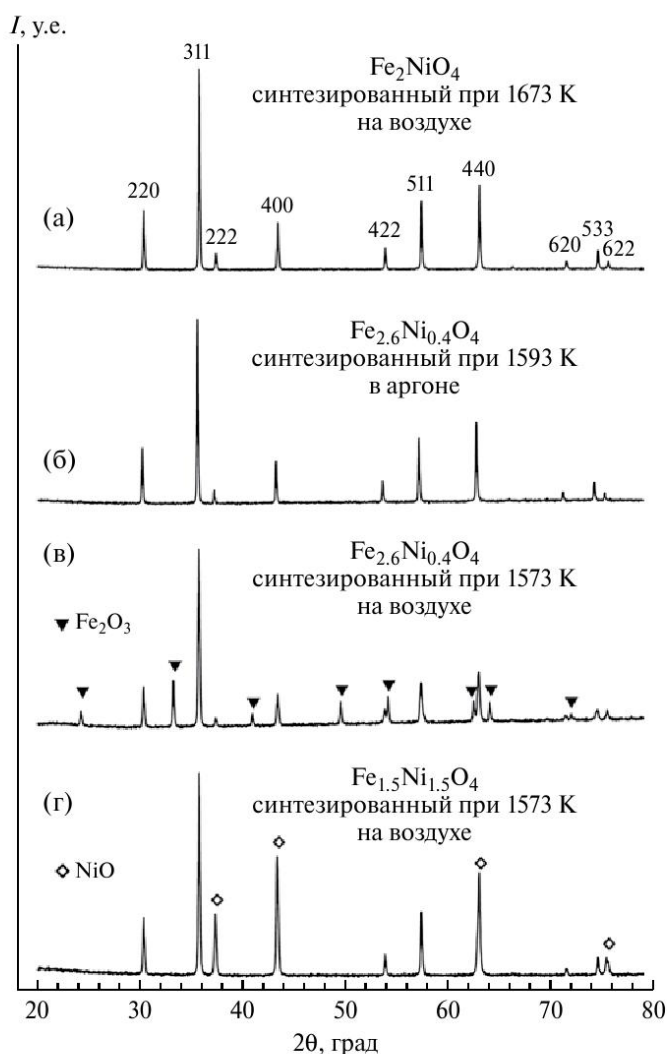 I, у.е.
311
Fe2NiO4
синтезированный при 1673 K
на воздухе
440
511
220
400
(а)
222
422
533
620
622
Fe2.6Ni0.4O4
синтезированный при 1593 K
в аргоне
(б)
(в)
Fe2.6Ni0.4O4
синтезированный при 1573 K
на воздухе
Fe2O3
(г)
Fe1.5Ni1.5O4
синтезированный при 1573 K
на воздухе
NiO
20 30 40 50 60 70 80
2θ, град